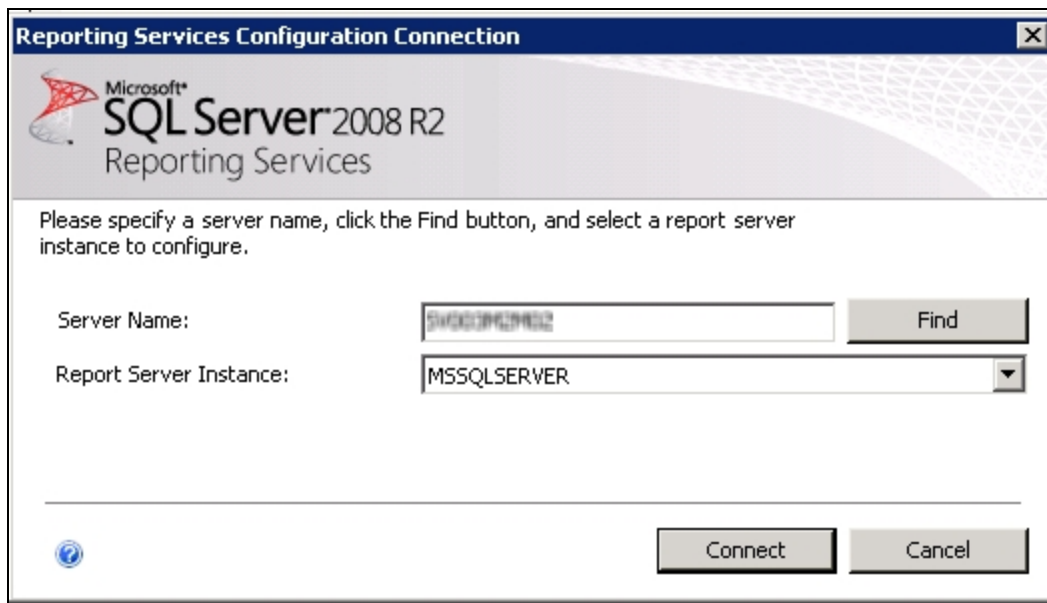 Reporting Services Configuration Connection
Microsoft®
SQL Server® 2008 R2
Reporting Services
Please specify a server name, click the Find button, and select a report server
instance to configure.
Server Name:
Find
Report Server Instance:
MSSQLSERVER
Connect
Cancel